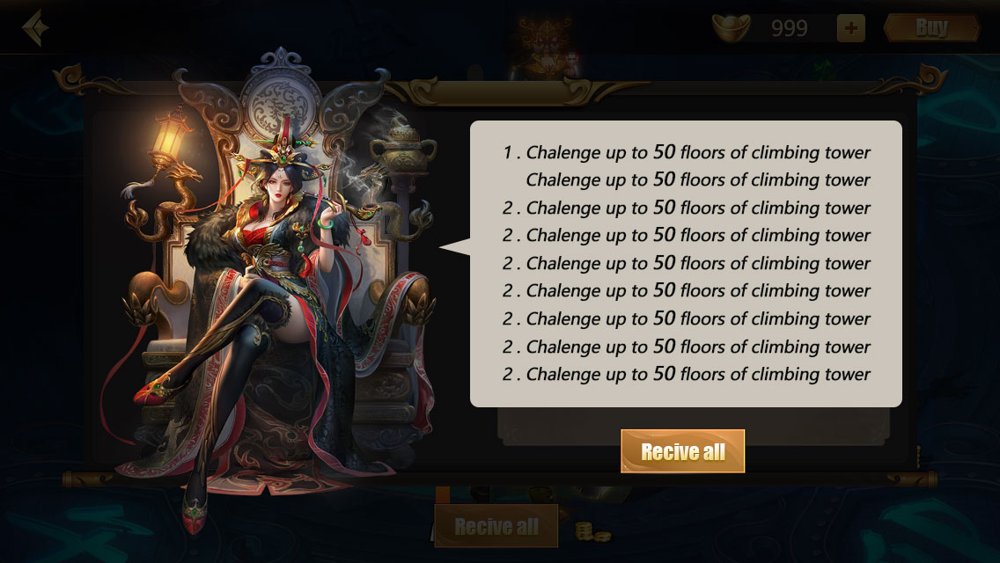 999
Buy
1 . Chalenge up to 50 floors of climbing tower
Chalenge up to 50 floors of climbing tower
2 . Chalenge up to 50 floors of climbing tower
2 . Chalenge up to 50 floors of climbing tower
2 . Chalenge up to 50 floors of climbing tower
2 . Chalenge up to 50 floors of climbing tower
2 . Chalenge up to 50 floors of climbing tower
2 . Chalenge up to 50 floors of climbing tower
2 . Chalenge up to 50 floors of climbing tower
Recive all
Recive all